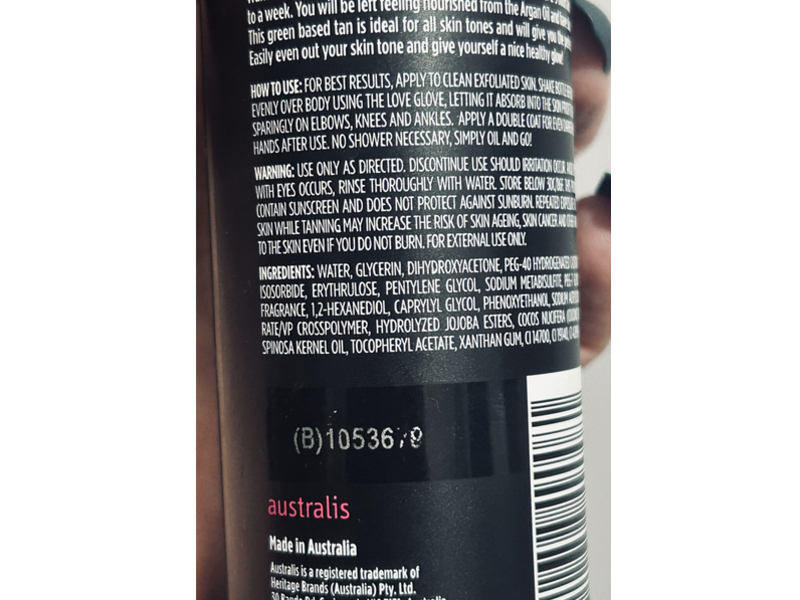 to a week. You will be left feeling nourished from the Argan Oil and
This green based tan is ideal for all skin tones and will give you the
Easily even out your skin tone and give yourself a nice healthy glow!
HOW TO USE: FOR BEST RESULTS, APPLY TO CLEAN EXFOLIATED SKIN. SHAKE BOTTLE
EVENLY OVER BODY USING THE LOVE GLOVE, LETTING IT ABSORB INTO THE SKIN
SPARINGLY ON ELBOWS, KNEES AND ANKLES. APPLY A DOUBLE COAT FOR EVEN
HANDS AFTER USE. NO SHOWER NECESSARY, SIMPLY OIL AND GO!
WARNING: USE ONLY AS DIRECTED. DISCONTINUE USE SHOULD IRRITATION OCCUR.
WITH EYES OCCURS, RINSE THOROUGHLY WITH WATER. STORE BELOW 30C/86F.
CONTAIN SUNSCREEN AND DOES NOT PROTECT AGAINST SUNBURN. REPEATED
SKIN WHILE TANNING MAY INCREASE THE RISK OF SKIN AGEING, SKIN CANCER AND
TO THE SKIN EVEN IF YOU DO NOT BURN. FOR EXTERNAL USE ONLY.
INGREDIENTS: WATER, GLYCERIN, DIHYDROXYACETONE, PEG-40 HYDROGENATED
ISOSORBIDE, ERYTHRULOSE, PENTYLENE GLYCOL, SODIUM METABISULFITE,
FRAGRANCE, 1,2-HEXANEDIOL, CAPRYLYL GLYCOL, PHENOXYETHANOL, SODIUM
RATE/VP CROSSPOLYMER, HYDROLYZED JOJOBA ESTERS, COCOS NUCIFERA
SPINOSA KERNEL OIL, TOCOPHERYL ACETATE, XANTHAN GUM, CI 14700, CI 19140,
australis
Made in Australia
Australis is a registered trademark of
Heritage Brands (Australia) Pty. Ltd.